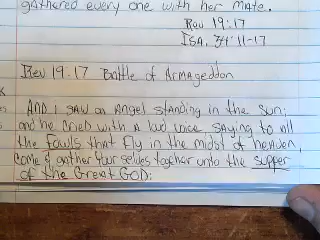 gathered every one with her mate.
Rev 19:17
ISA. 34:11-17
Rev 19:17 Battle of Armageddon
AND I SAW an Angel standing in the sun;
and he cried with A loud voice saying to all
the Fowls that fly in the midst of heaven,
come & gather your selves together unto the supper
of the Great GOD;